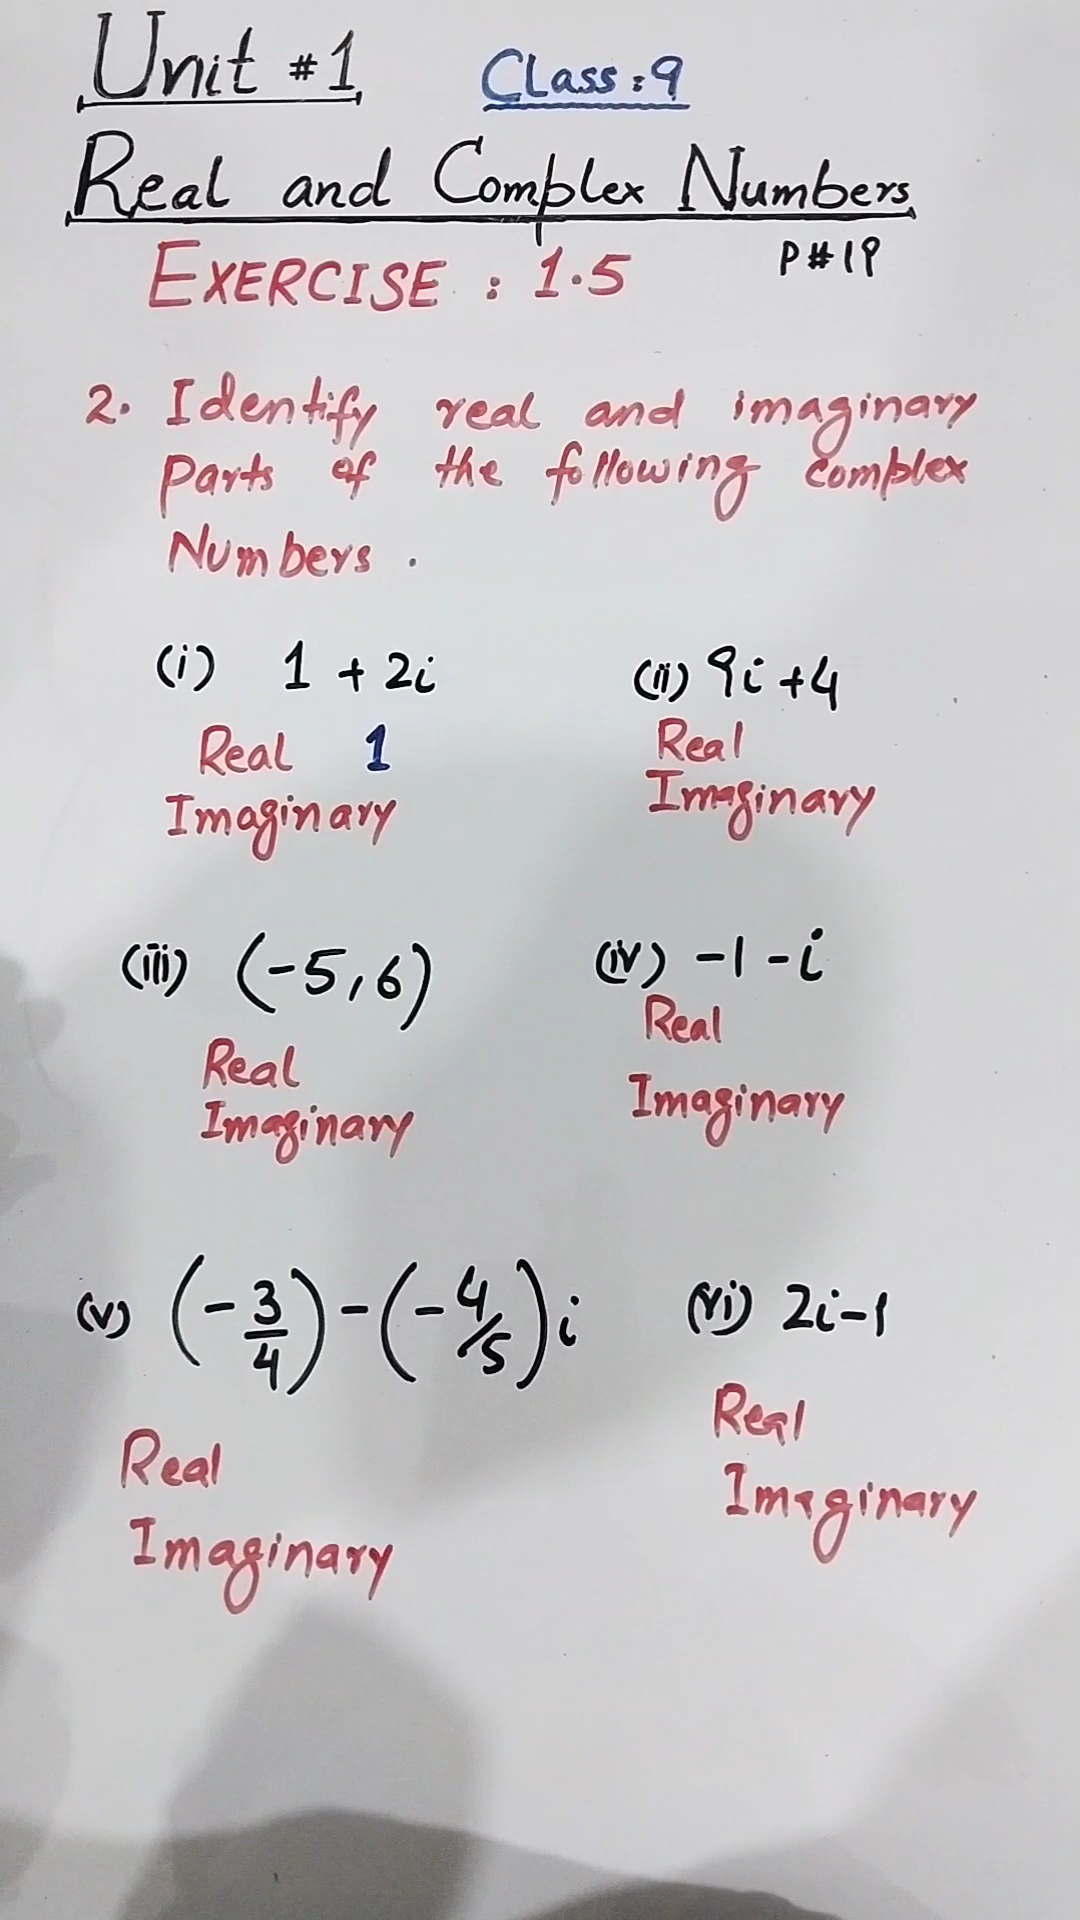 Unit #1 Class: 9
Real and Complex Numbers
EXERCISE : 1.5 P#19
2. Identify real and imaginary
Parts of the following complex
Numbers.
(i) 1 + 2i (ii) 9i + 4
Real 1 Real
Imaginary Imaginary
(iii) (-5, 6) (iv) -1 - i
Real Real
Imaginary Imaginary
(v) (-3/4) - (-4/5)i (vi) 2i-1
Real Real
Imaginary Imaginary